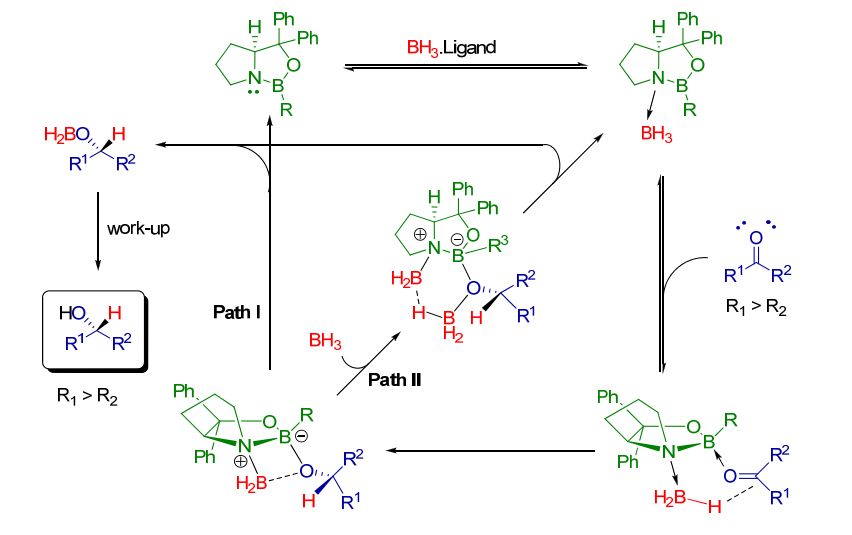 Ph
H
Ph
O
N
B
R
BH3.Ligand
Ph
H
Ph
O
N
B
R
BH3
H2BO
H
R1
R2
work-up
HO
H
R1
R2
R1 > R2
Path I
Ph
H
Ph
O
N
B
R3
H2B
O
R2
H
B
H2
H
R1
BH3
Path II
O
R1
R2
R1 > R2
Ph
O
R
N
B
Ph
H2B
O
R2
H
R1
Ph
O
R
N
B
Ph
O
R2
H2B
H
R1